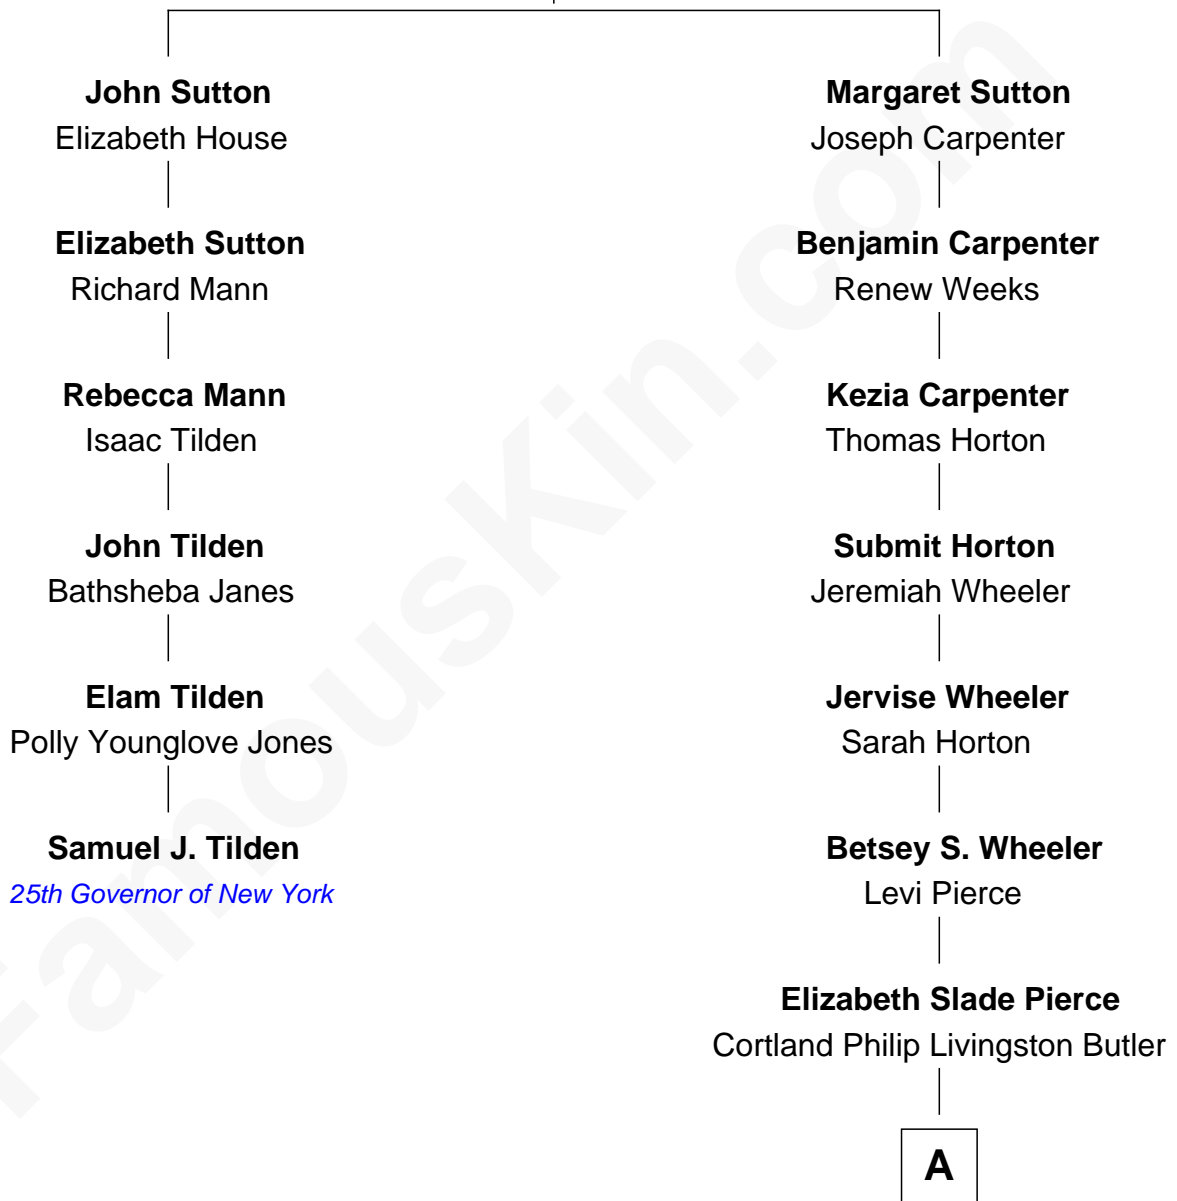 John Sutton
Elizabeth House
Elizabeth Sutton
Richard Mann
Rebecca Mann
Isaac Tilden
John Tilden
Bathsheba Janes
Elam Tilden
Polly Younglove Jones
Samuel J. Tilden
25th Governor of New York
Margaret Sutton
Joseph Carpenter
Benjamin Carpenter
Renew Weeks
Kezia Carpenter
Thomas Horton
Submit Horton
Jeremiah Wheeler
Jervise Wheeler
Sarah Horton
Betsey S. Wheeler
Levi Pierce
Elizabeth Slade Pierce
Cortland Philip Livingston Butler
A
FamousKin.com